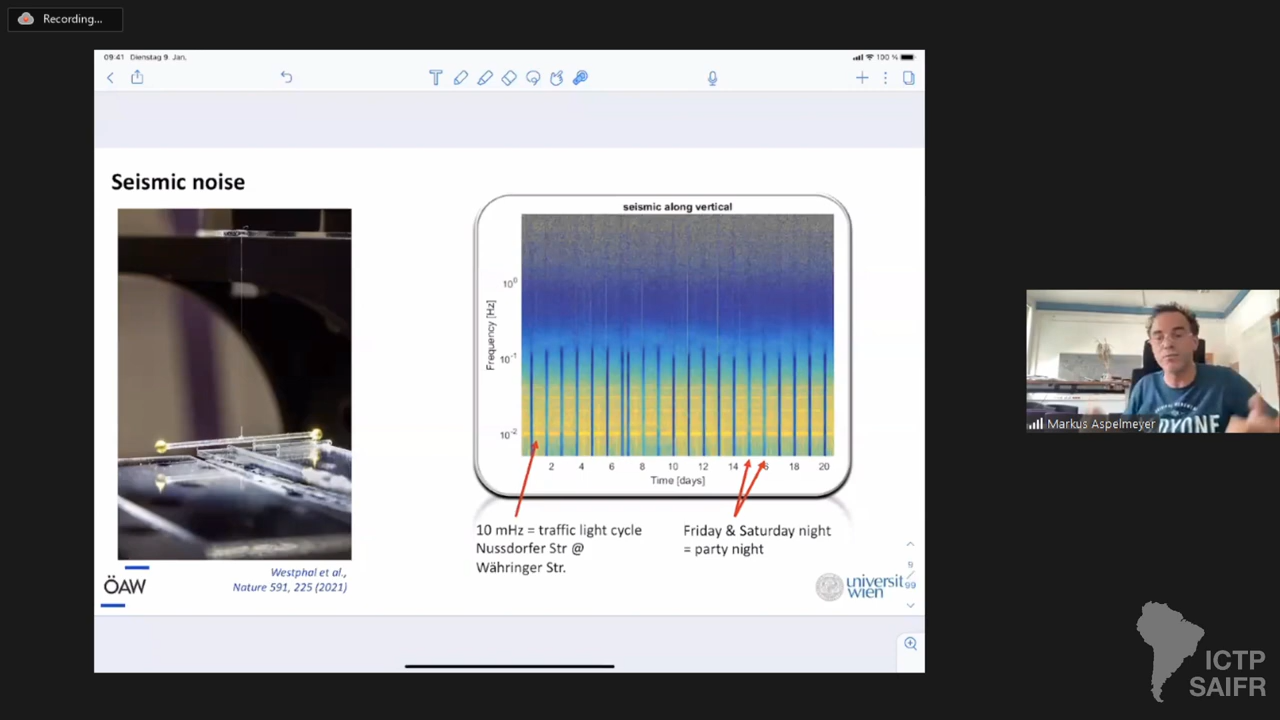 Recording...
09:41 Dienstag 9. Jan.
100 %
T
Seismic noise
seismic along vertical
Frequency [Hz]
10⁰
10⁻¹
10⁻²
2 4 6 8 10 12 14 16 18 20
Time [days]
10 mHz = traffic light cycle
Nussdorfer Str @
Währinger Str.
Friday & Saturday night
= party night
Westphal et al.,
Nature 591, 225 (2021)
ÖAW
universität
wien
9
/
99
Markus Aspelmeyer
ICTP
SAIFR